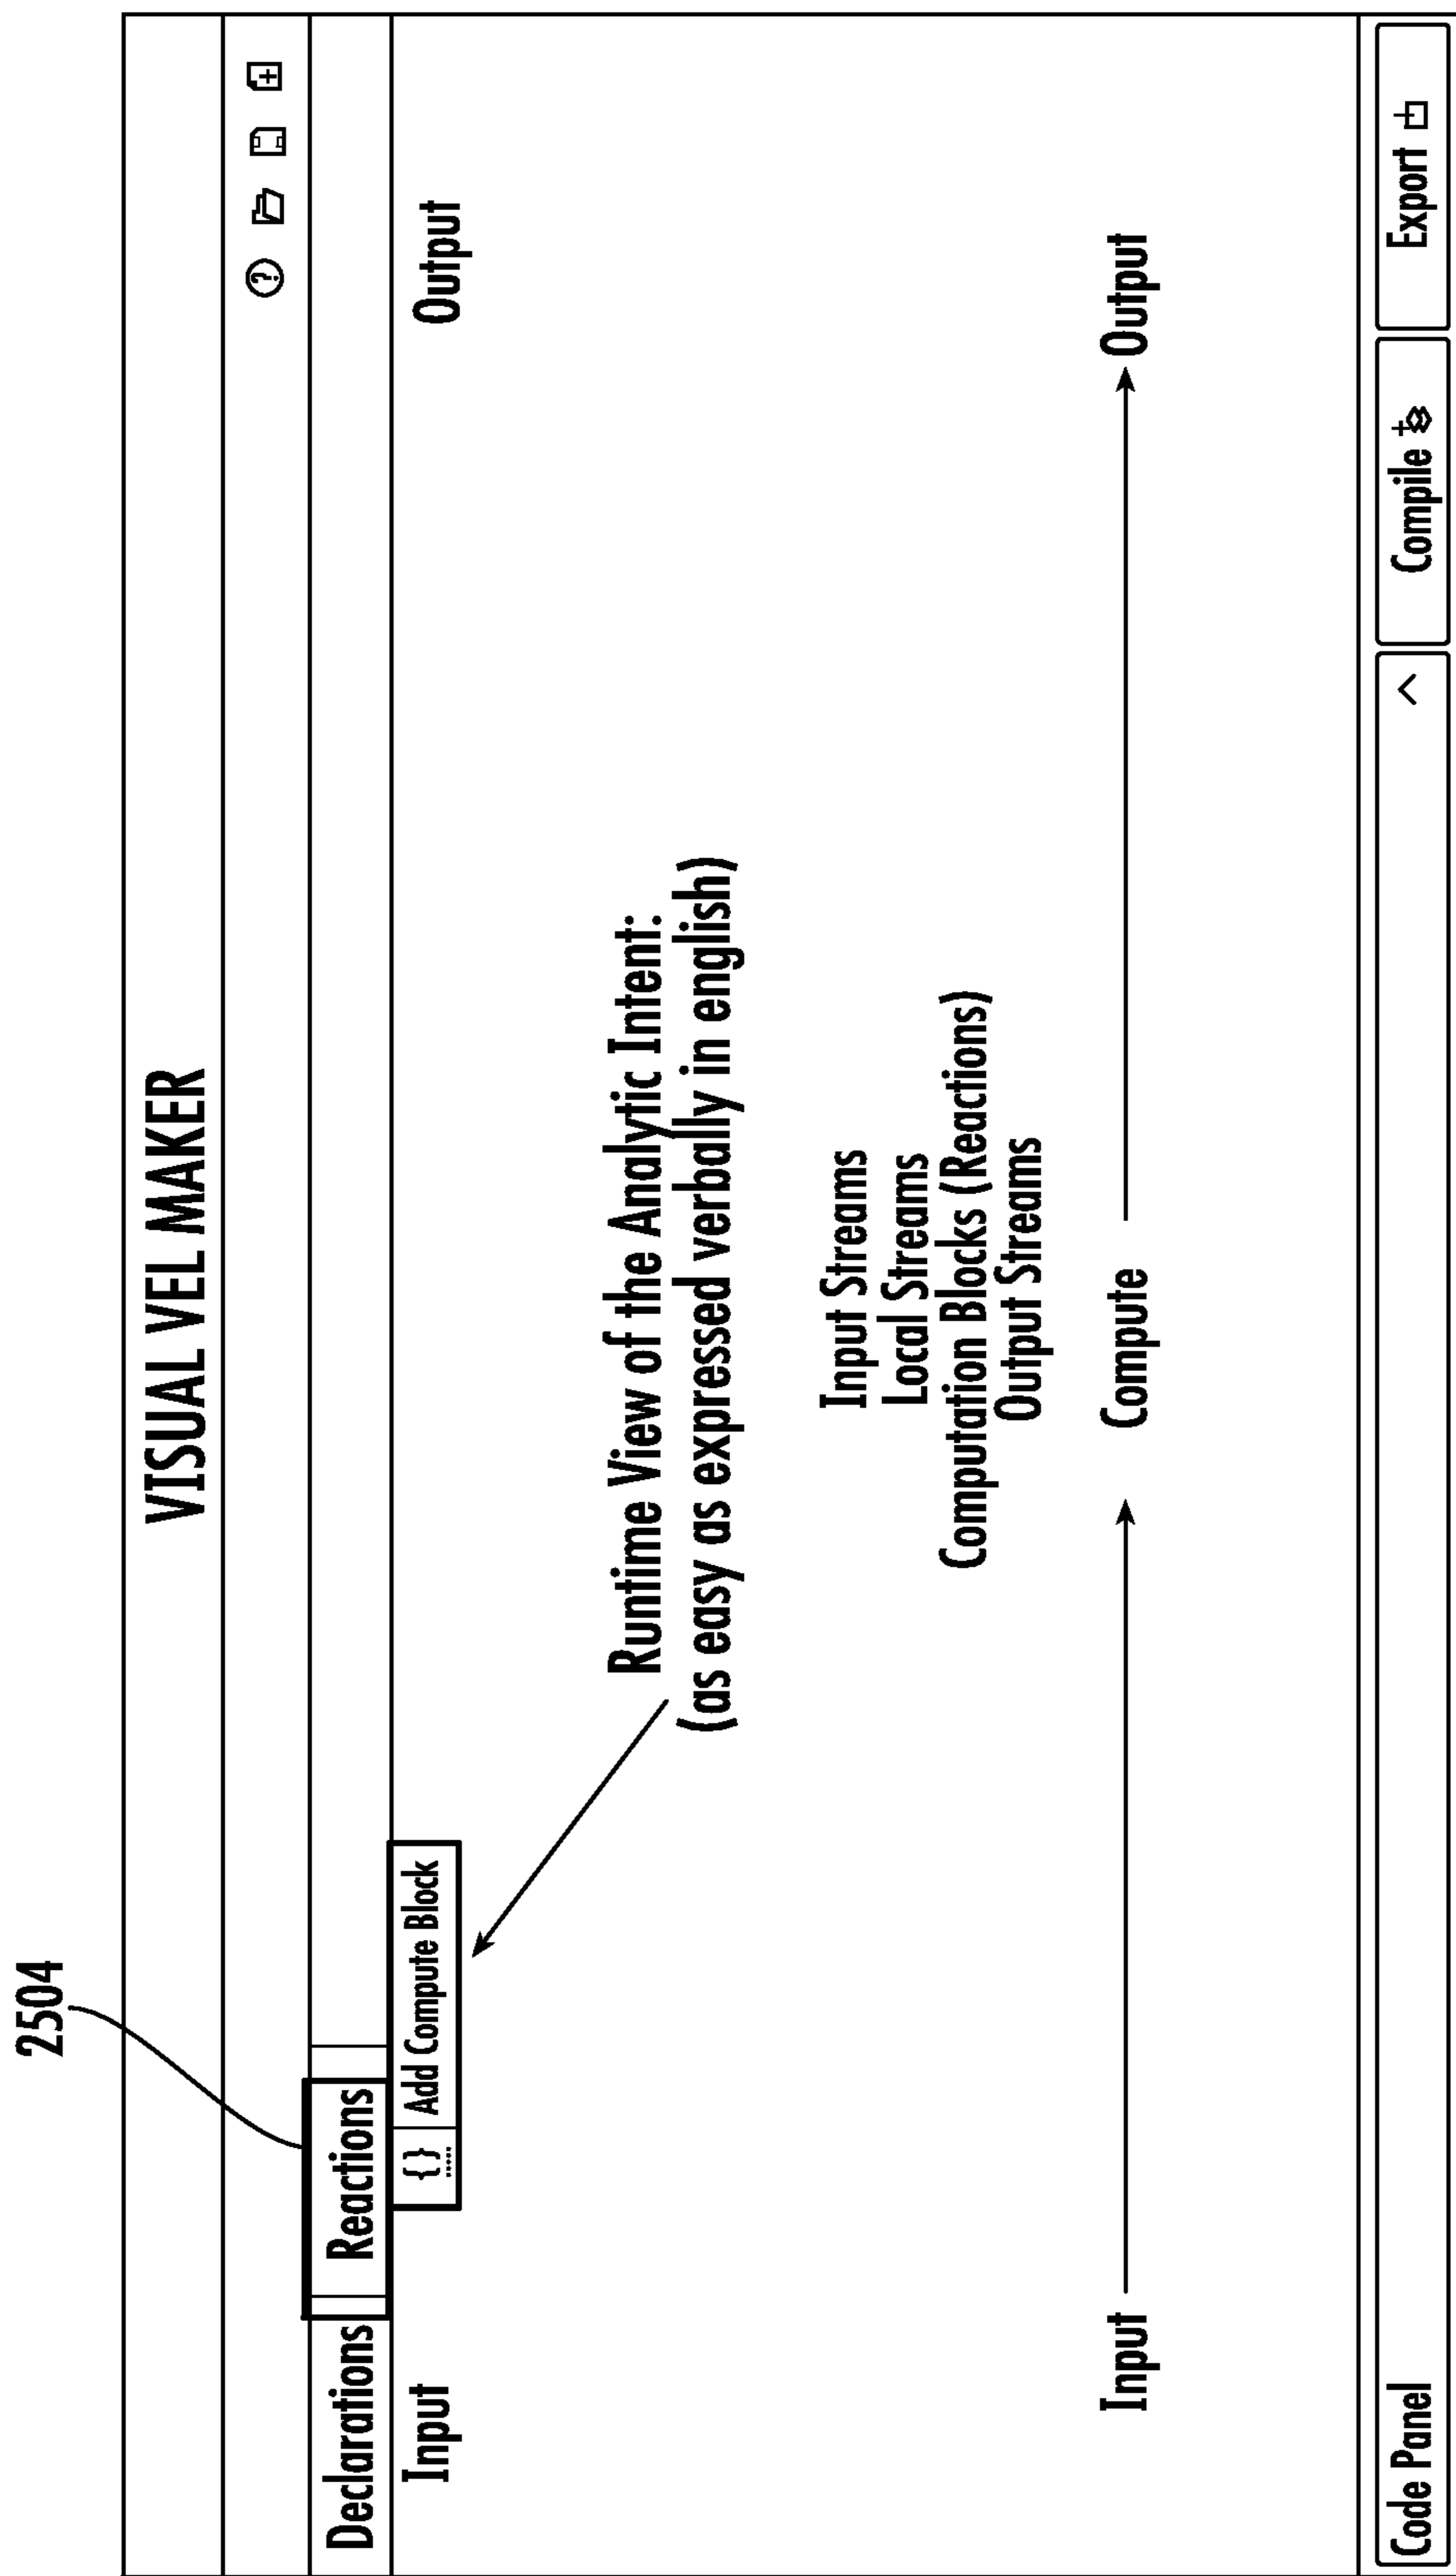 2504
VISUAL VEL MAKER
Declarations Reactions
Input { } Add Compute Block Output
Runtime View of the Analytic Intent:
(as easy as expressed verbally in english)
Input Streams
Local Streams
Computation Blocks (Reactions)
Output Streams
Input Compute Output
Code Panel Compile Export